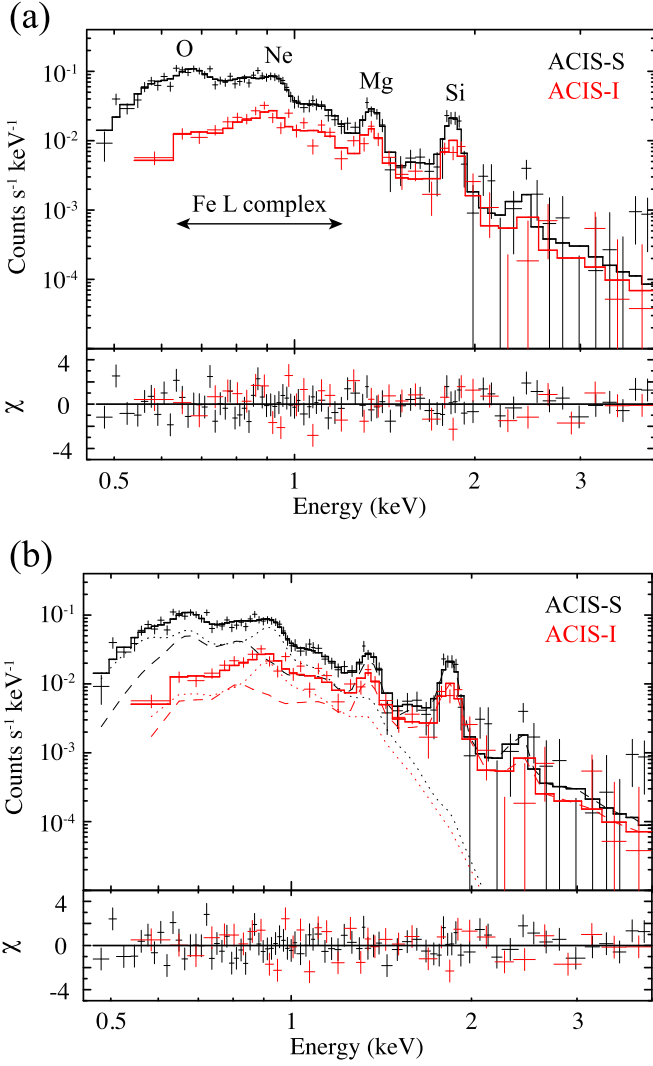 (a)
O
Ne
Mg
Si
ACIS-S
ACIS-I
Fe L complex
Counts s⁻¹ keV⁻¹
10⁻¹
10⁻²
10⁻³
10⁻⁴
χ
4
0
-4
0.5
1
2
3
Energy (keV)
(b)
ACIS-S
ACIS-I
Counts s⁻¹ keV⁻¹
10⁻¹
10⁻²
10⁻³
10⁻⁴
χ
4
0
-4
0.5
1
2
3
Energy (keV)